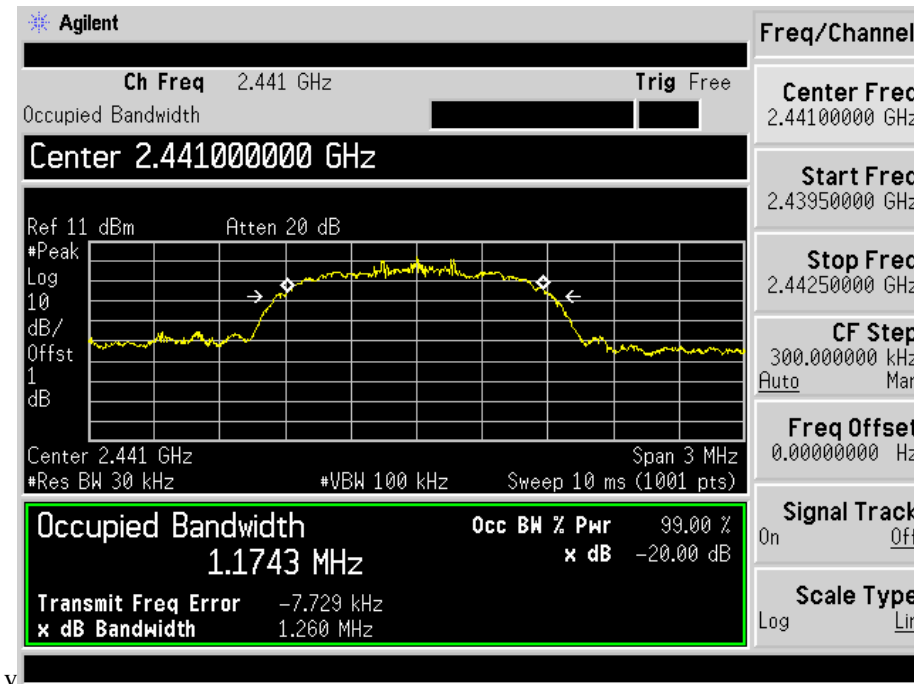 Agilent
Freq/Channel
Ch Freq 2.441 GHz Trig Free
Occupied Bandwidth
Center 2.441000000 GHz
Ref 11 dBm Atten 20 dB
#Peak
Log
10
dB/
Offst
1
dB
Center 2.441 GHz Span 3 MHz
#Res BW 30 kHz #VBW 100 kHz Sweep 10 ms (1001 pts)
Occupied Bandwidth Occ BW % Pwr 99.00 %
1.1743 MHz x dB -20.00 dB
Transmit Freq Error -7.729 kHz
x dB Bandwidth 1.260 MHz
Center Freq
2.44100000 GHz
Start Freq
2.43950000 GHz
Stop Freq
2.44250000 GHz
CF Step
300.000000 kHz
Auto Man
Freq Offset
0.00000000 Hz
Signal Track
On Off
Scale Type
Log Lin
y